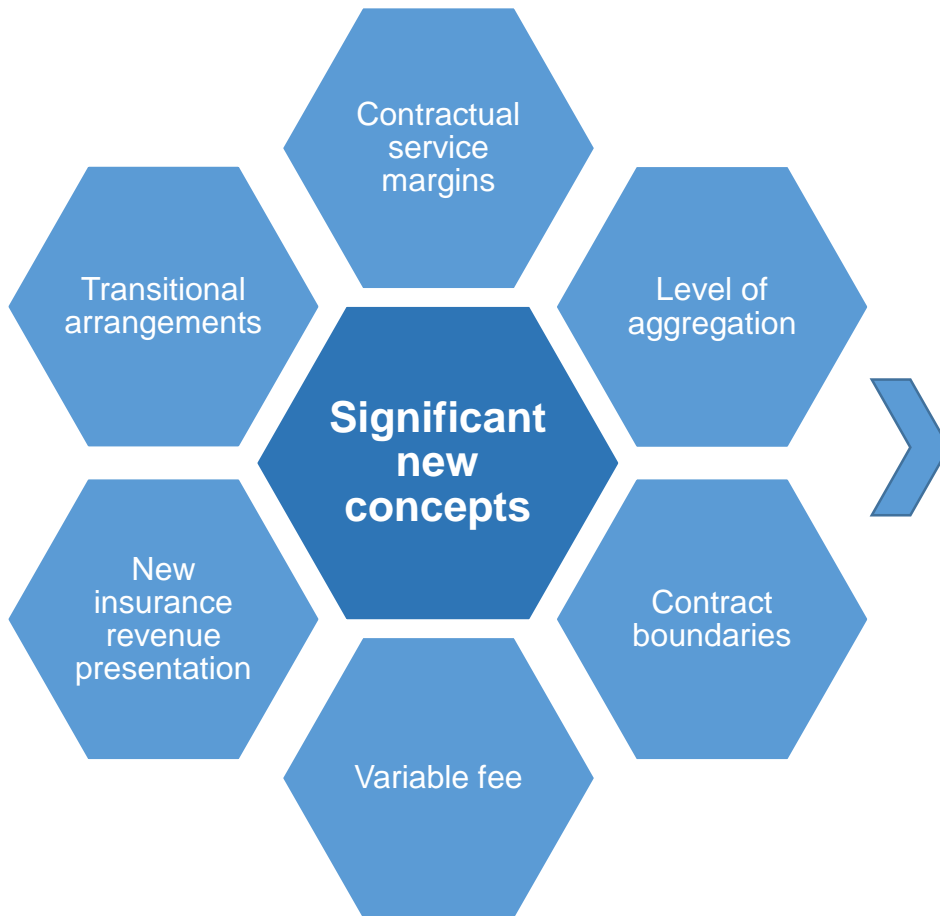 Contractual
service
margins
Transitional
arrangements
Level of
aggregation
Significant
new
concepts
New
insurance
revenue
presentation
Contract
boundaries
Variable fee